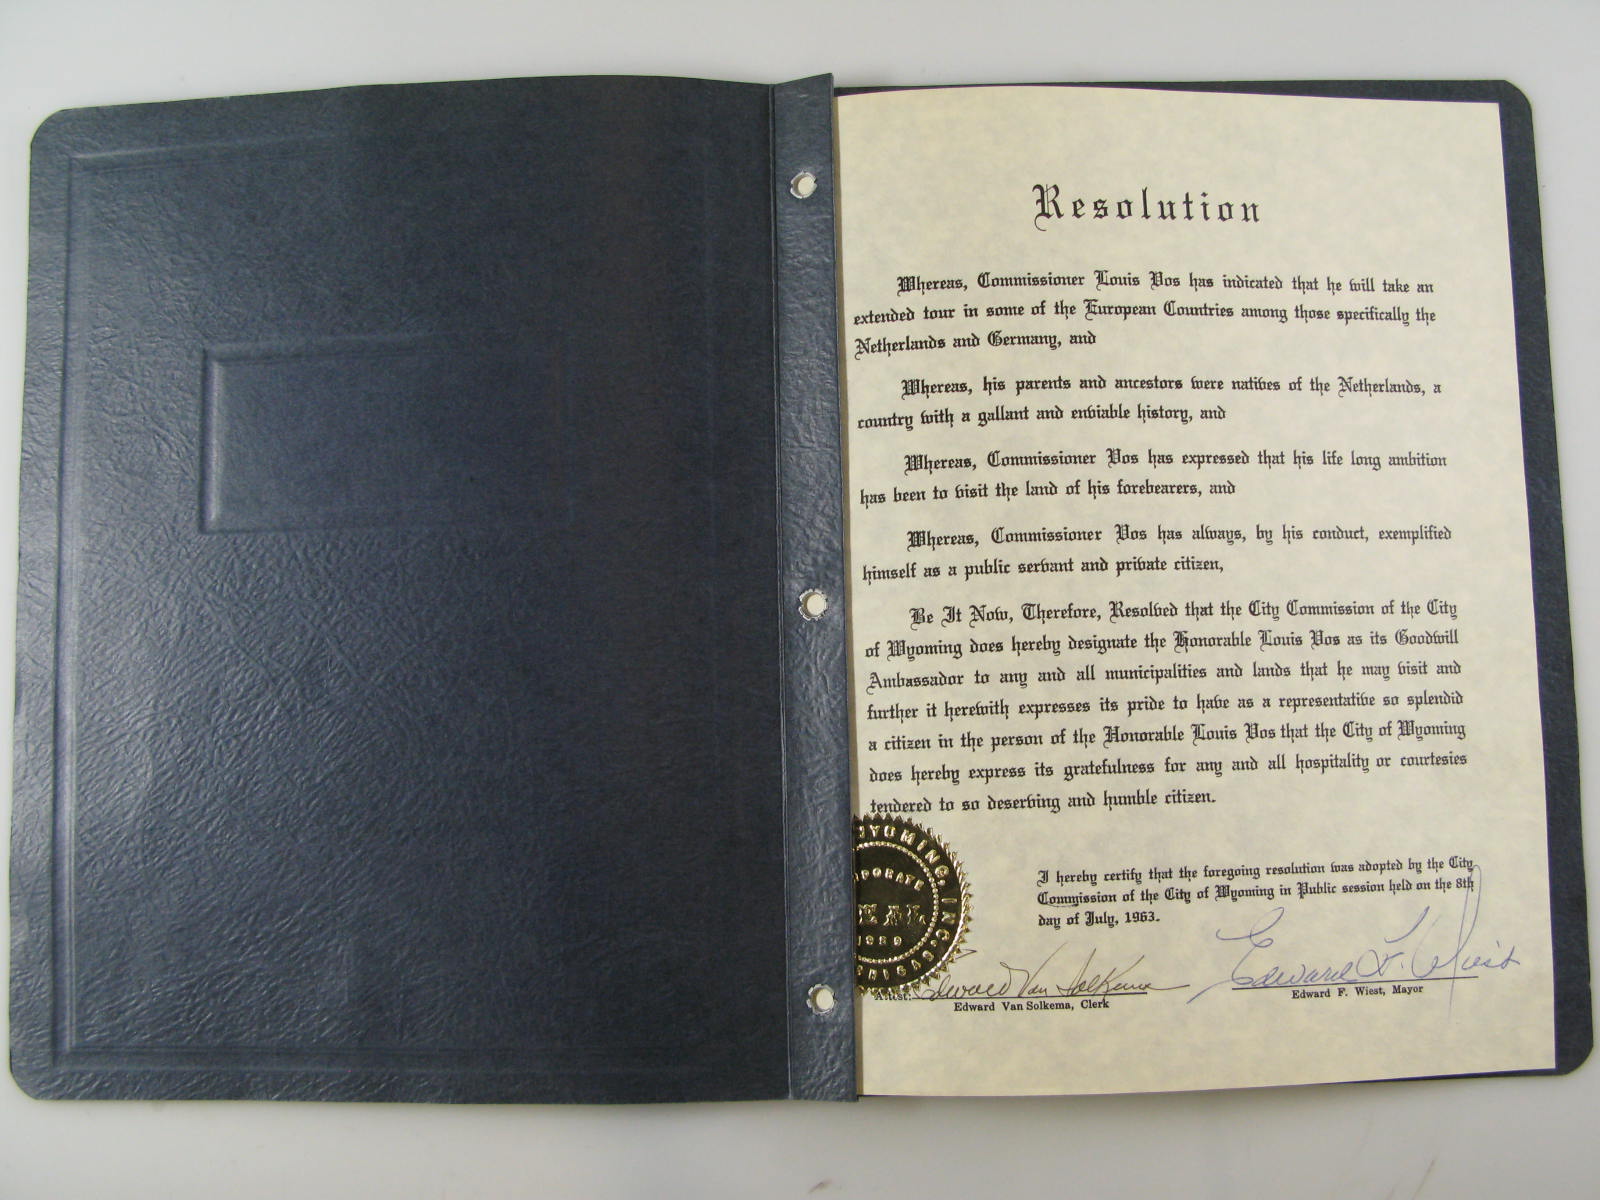 Resolution
Whereas, Commissioner Louis Vos has indicated that he will take an
extended tour in some of the European Countries among those specifically the
Netherlands and Germany, and
Whereas, his parents and ancestors were natives of the Netherlands, a
country with a gallant and enviable history, and
Whereas, Commissioner Vos has expressed that his life long ambition
has been to visit the land of his forebearers, and
Whereas, Commissioner Vos has always, by his conduct, exemplified
himself as a public servant and private citizen,
Be It Now, Therefore, Resolved that the City Commission of the City
of Wyoming does hereby designate the Honorable Louis Vos as its Goodwill
Ambassador to any and all municipalities and lands that he may visit and
further it herewith expresses its pride to have as a representative so splendid
a citizen in the person of the Honorable Louis Vos that the City of Wyoming
does hereby express its gratefulness for any and all hospitality or courtesies
tendered to so deserving and humble citizen.
YOMING, INC.
PORATE
SEAL
1959
I hereby certify that the foregoing resolution was adopted by the City
Commission of the City of Wyoming in Public session held on the 8th
day of July, 1963.
Attest: Edward Van Solkema
Edward Van Solkema, Clerk
Edward F. Wiest
Edward F. Wiest, Mayor